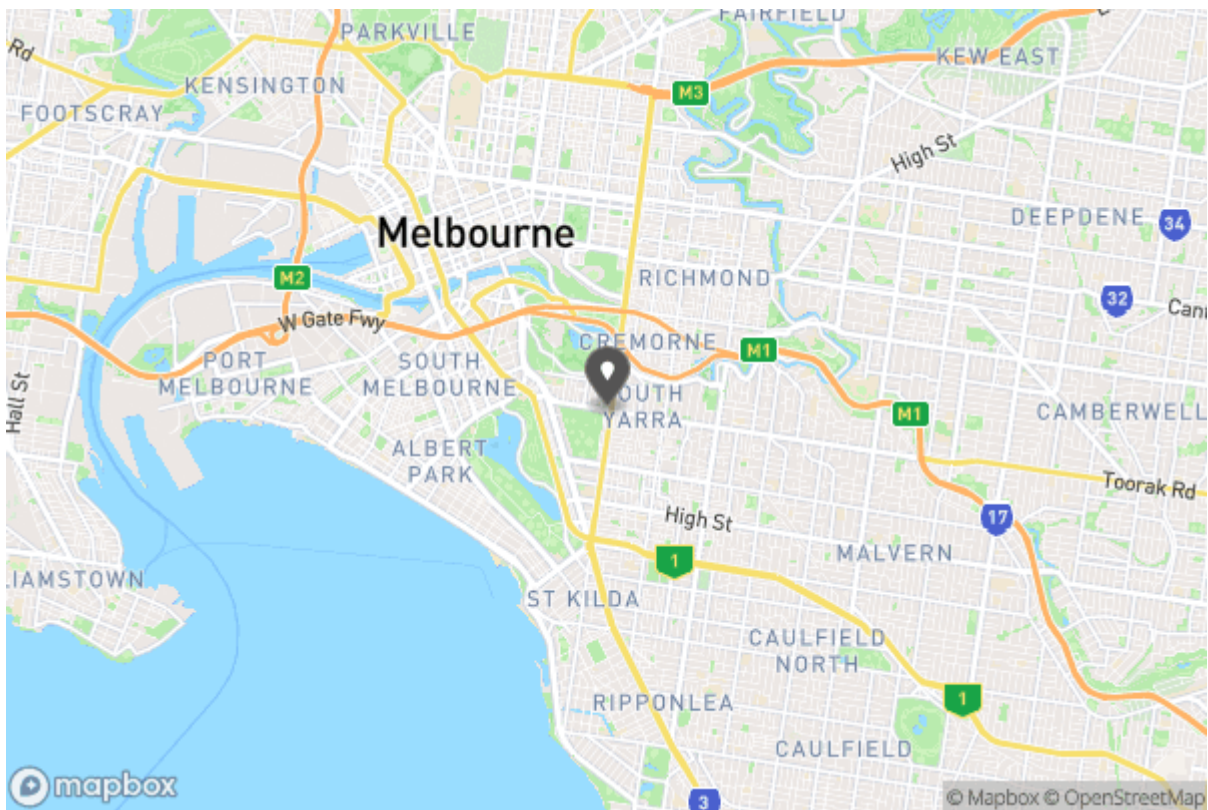 FAIRFIELD
PARKVILLE
Rd
KEW EAST
KENSINGTON
M3
FOOTSCRAY
High St
DEEPDENE
34
Melbourne
RICHMOND
M2
32
W Gate Fwy
CREMORNE
M1
PORT
MELBOURNE
SOUTH
MELBOURNE
YARRA
Hall St
M1
CAMBERWELL
ALBERT
PARK
Toorak Rd
High St
17
1
MALVERN
LIAMSTOWN
ST KILDA
CAULFIELD
NORTH
RIPPONLEA
1
CAULFIELD
3
mapbox
© Mapbox © OpenStreetMap